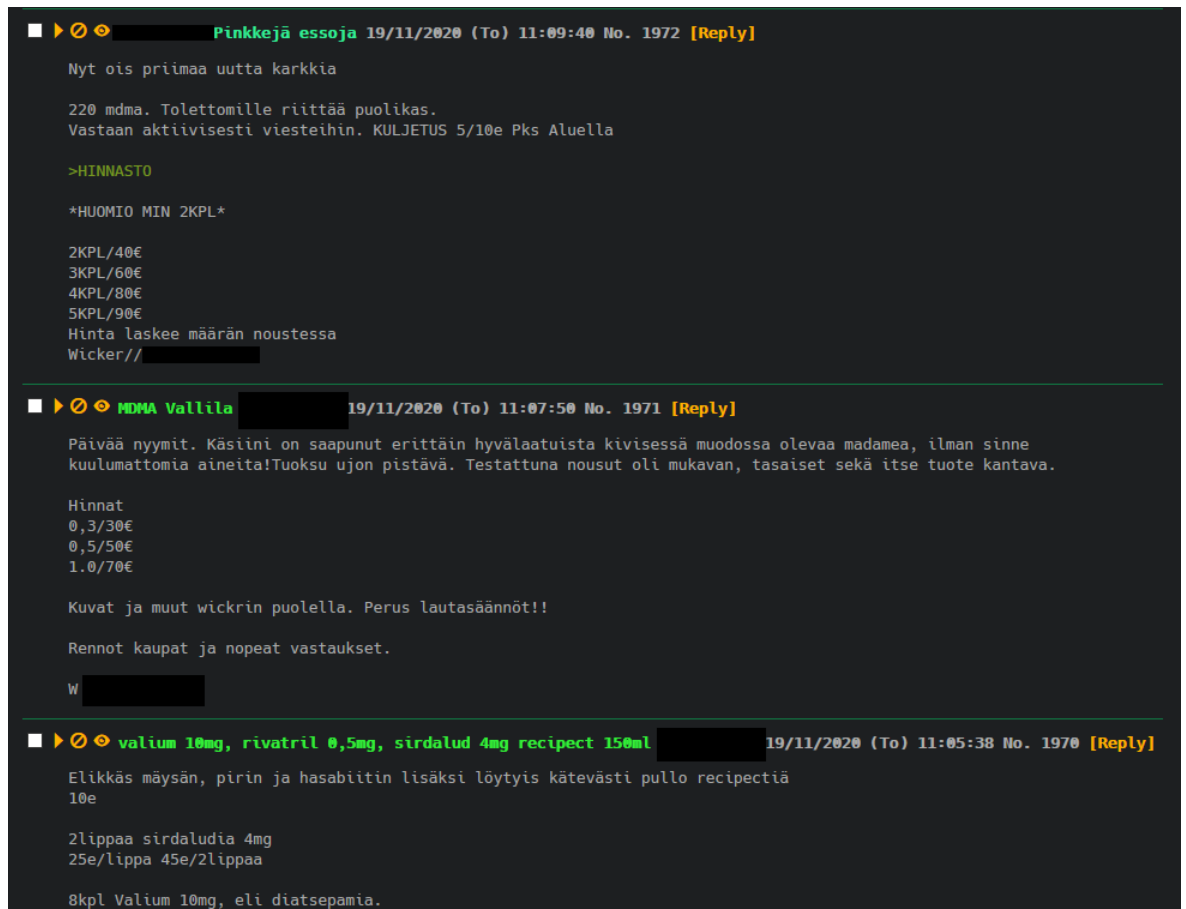 Pinkkejä essoja 19/11/2020 (To) 11:09:40 No. 1972 [Reply]
Nyt ois priimaa uutta karkkia
220 mdma. Tolettomille riittää puolikas.
Vastaan aktiivisesti viesteihin. KULJETUS 5/10e Pks Aluella
>HINNASTO
*HUOMIO MIN 2KPL*
2KPL/40€
3KPL/60€
4KPL/80€
5KPL/90€
Hinta laskee määrän noustessa
Wicker//
MDMA Vallila 19/11/2020 (To) 11:07:50 No. 1971 [Reply]
Päivää nyymit. Käsiini on saapunut erittäin hyvälaatuista kivisessä muodossa olevaa madamea, ilman sinne
kuulumattomia aineita!Tuoksu ujon pistävä. Testattuna nousut oli mukavan, tasaiset sekä itse tuote kantava.
Hinnat
0,3/30€
0,5/50€
1.0/70€
Kuvat ja muut wickrin puolella. Perus lautasäännöt!!
Rennot kaupat ja nopeat vastaukset.
W
valium 10mg, rivatril 0,5mg, sirdalud 4mg recipect 150ml 19/11/2020 (To) 11:05:38 No. 1970 [Reply]
Elikkäs mäysän, pirin ja hasabiitin lisäksi löytyis kätevästi pullo recipectiä
10e
2lippaa sirdaludia 4mg
25e/lippa 45e/2lippaa
8kpl Valium 10mg, eli diatsepamia.